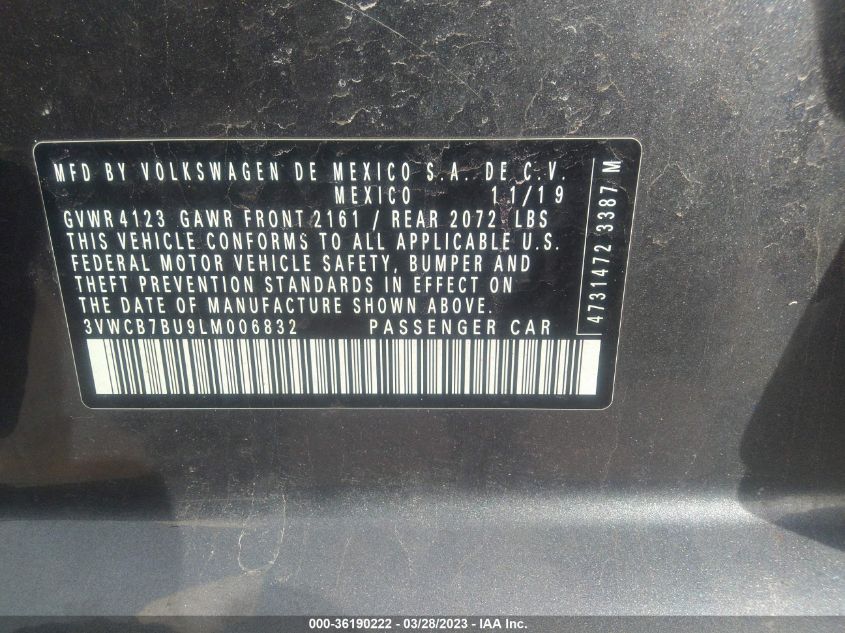 MFD BY VOLKSWAGEN DE MEXICO S.A. DE C.V.
MEXICO 11/19
GVWR 4123 GAWR FRONT 2161 / REAR 2072 LBS
THIS VEHICLE CONFORMS TO ALL APPLICABLE U.S.
FEDERAL MOTOR VEHICLE SAFETY, BUMPER AND
THEFT PREVENTION STANDARDS IN EFFECT ON
THE DATE OF MANUFACTURE SHOWN ABOVE.
3VWCB7BU9LM006832 PASSENGER CAR
4731472 3387 M
000-36190222 - 03/28/2023 - IAA Inc.